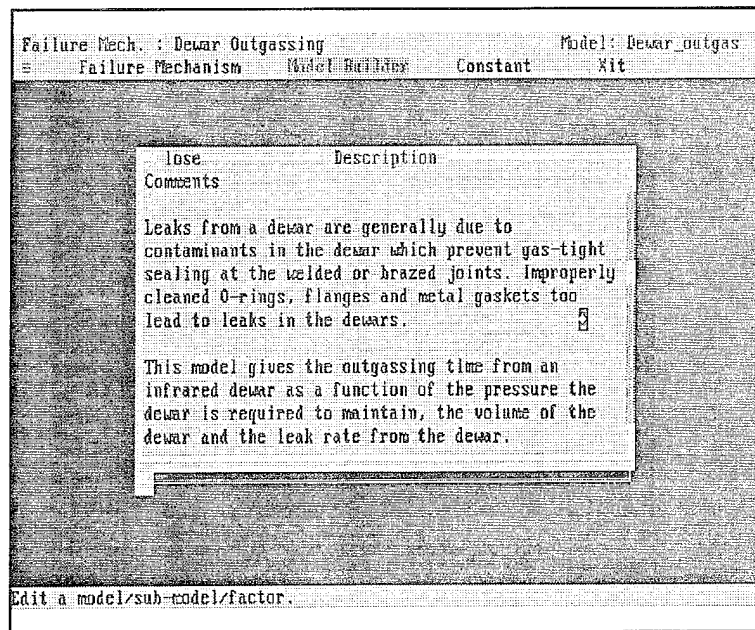 Failure Mech. : Dewar Outgassing Model: Dewar_outgas
≡ Failure Mechanism Model Builder Constant Xit
lose Description
Comments
Leaks from a dewar are generally due to
contaminants in the dewar which prevent gas-tight
sealing at the welded or brazed joints. Improperly
cleaned O-rings, flanges and metal gaskets too
lead to leaks in the dewars.
This model gives the outgassing time from an
infrared dewar as a function of the pressure the
dewar is required to maintain, the volume of the
dewar and the leak rate from the dewar.
Edit a model/sub-model/factor.